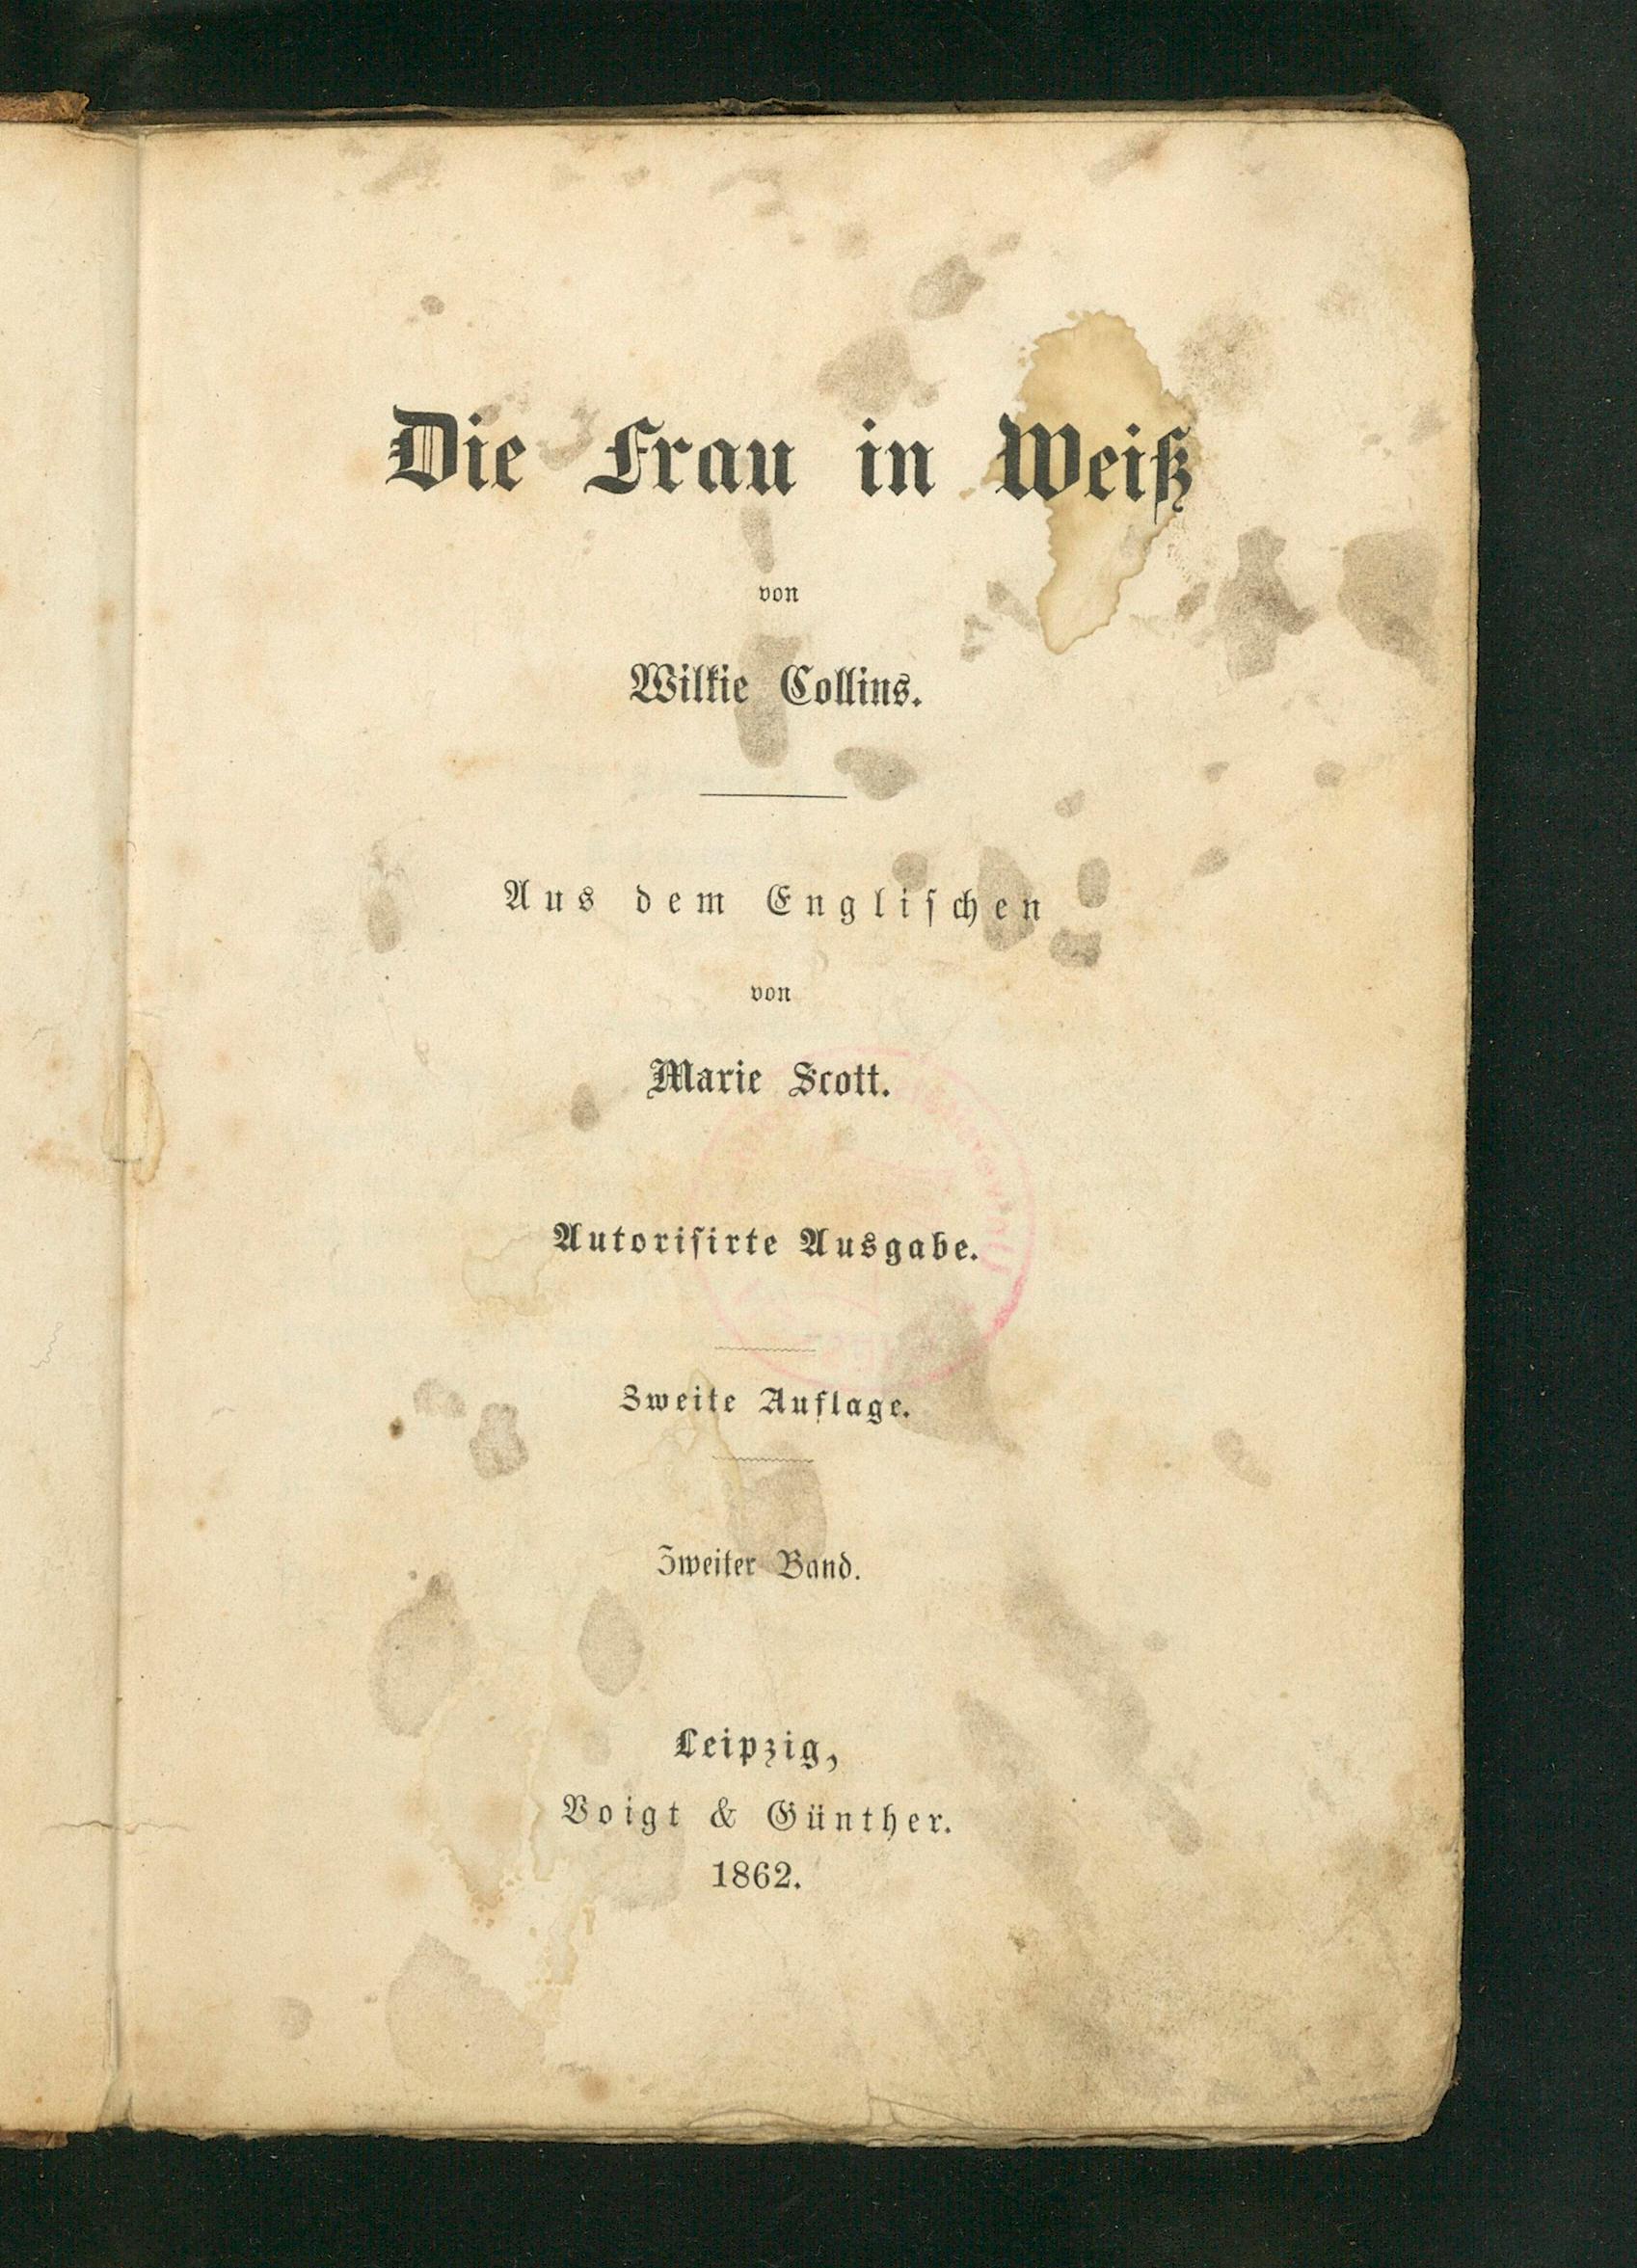 Die Frau in Weiß
von
Wilkie Collins.
Aus dem Englischen
von
Marie Scott.
Autorisirte Ausgabe.
Zweite Auflage.
Zweiter Band.
Leipzig,
Voigt & Günther.
1862.